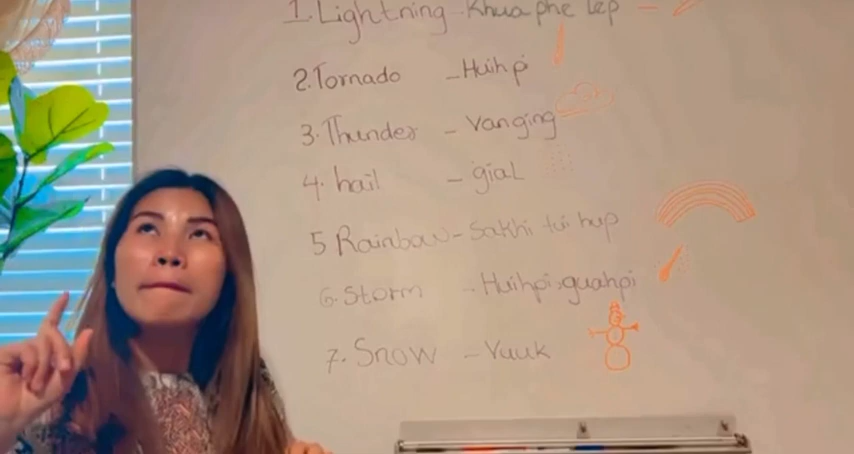 1. Lightning - Khua phe lep -
2. Tornado - Huihpi
3. Thunder - Vanging
4. hail - gial
5 Rainbow - Sakhi tui hup
6. Storm - Huihpi, guahpi
7. Snow - Vuuk